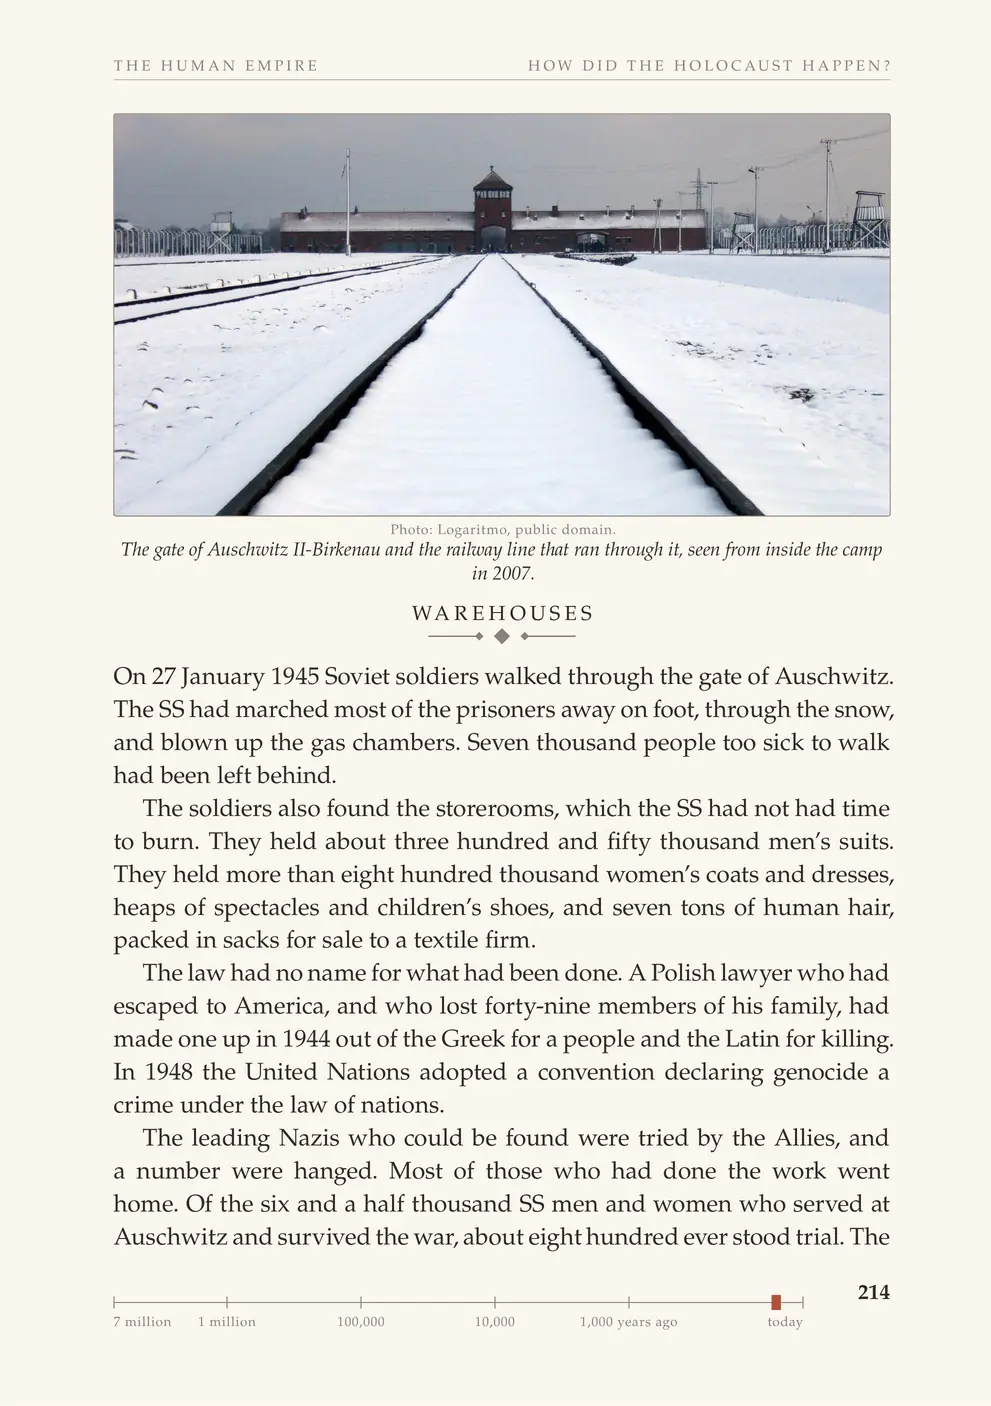 THE HUMAN EMPIRE
HOW DID THE HOLOCAUST HAPPEN?
Photo: Logaritmo, public domain.
The gate of Auschwitz II-Birkenau and the railway line that ran through it, seen from inside the camp
in 2007.
WAREHOUSES
On 27 January 1945 Soviet soldiers walked through the gate of Auschwitz.
The SS had marched most of the prisoners away on foot, through the snow,
and blown up the gas chambers. Seven thousand people too sick to walk
had been left behind.
The soldiers also found the storerooms, which the SS had not had time
to burn. They held about three hundred and fifty thousand men’s suits.
They held more than eight hundred thousand women’s coats and dresses,
heaps of spectacles and children’s shoes, and seven tons of human hair,
packed in sacks for sale to a textile firm.
The law had no name for what had been done. A Polish lawyer who had
escaped to America, and who lost forty-nine members of his family, had
made one up in 1944 out of the Greek for a people and the Latin for killing.
In 1948 the United Nations adopted a convention declaring genocide a
crime under the law of nations.
The leading Nazis who could be found were tried by the Allies, and
a number were hanged. Most of those who had done the work went
home. Of the six and a half thousand SS men and women who served at
Auschwitz and survived the war, about eight hundred ever stood trial. The
214
7 million 1 million 100,000 10,000 1,000 years ago today